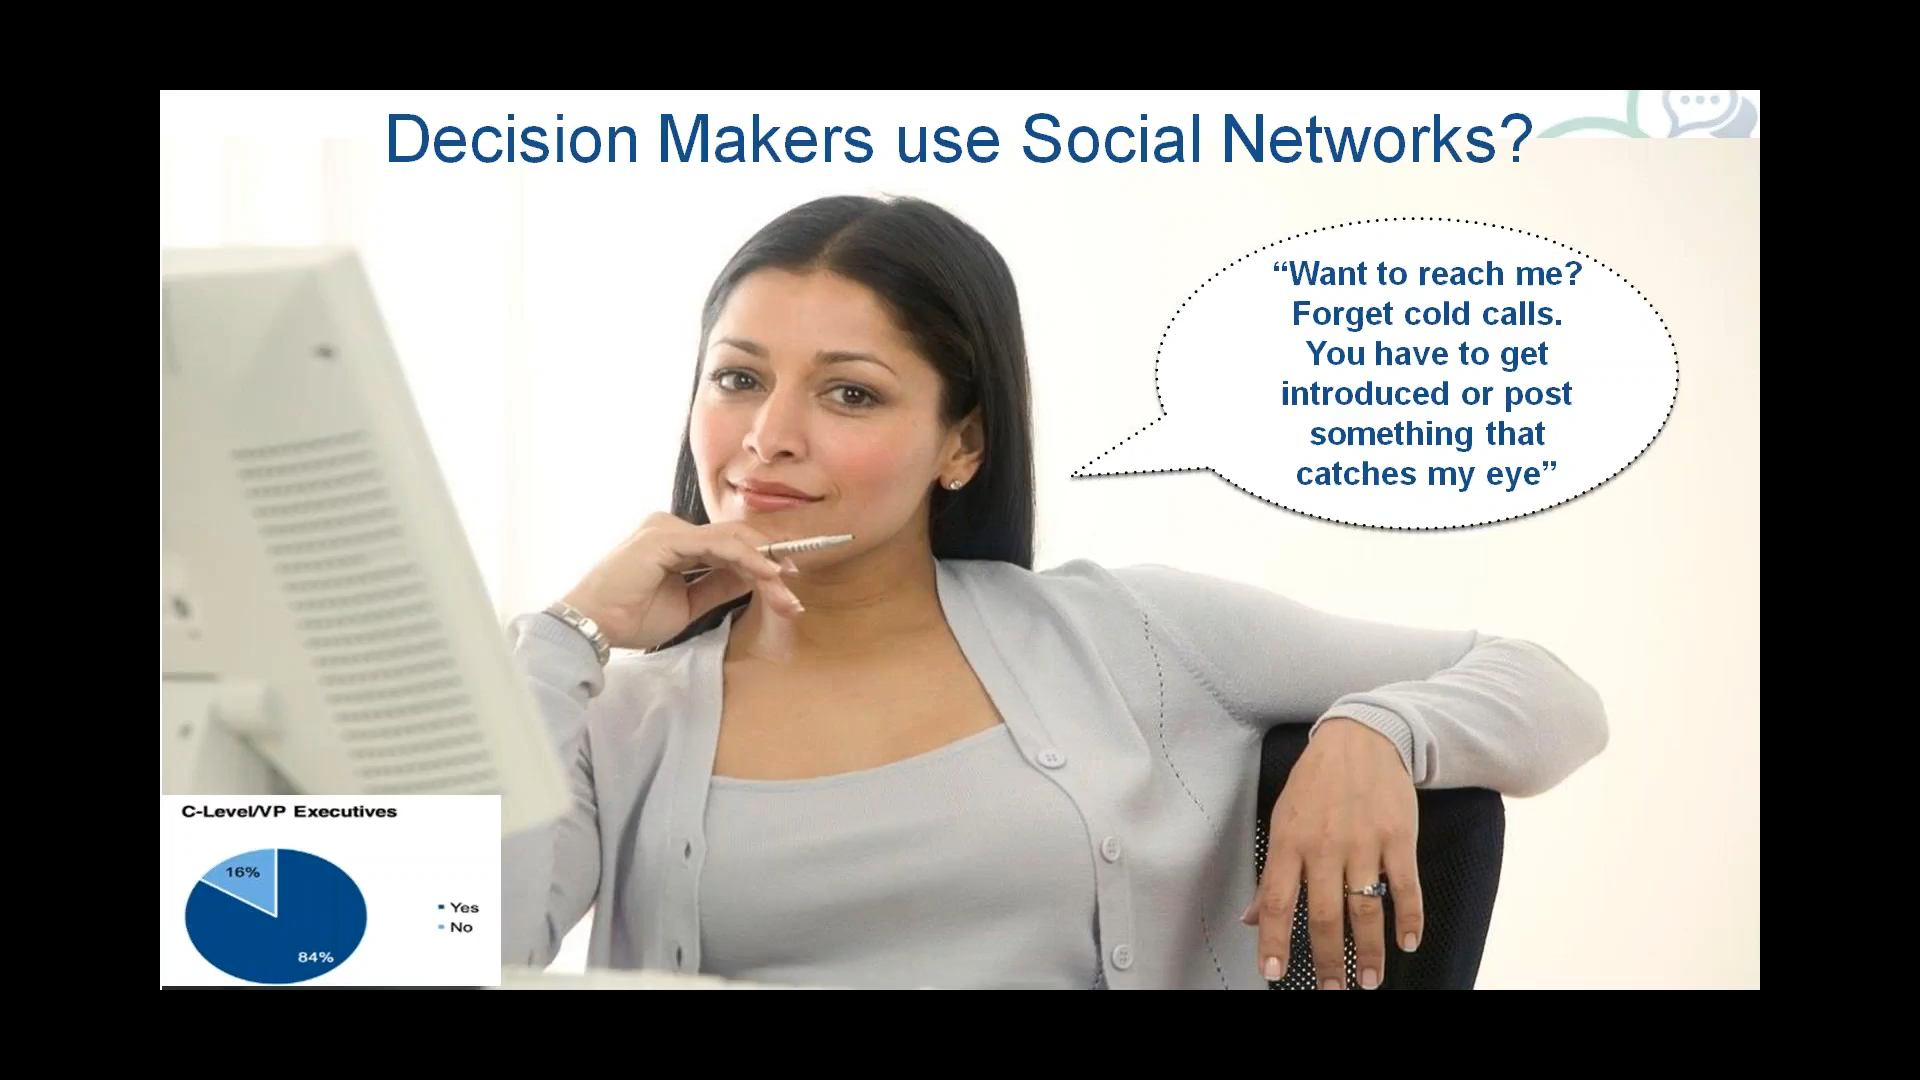 Decision Makers use Social Networks?
“Want to reach me?
Forget cold calls.
You have to get
introduced or post
something that
catches my eye”
C-Level/VP Executives
16%
84%
Yes
No